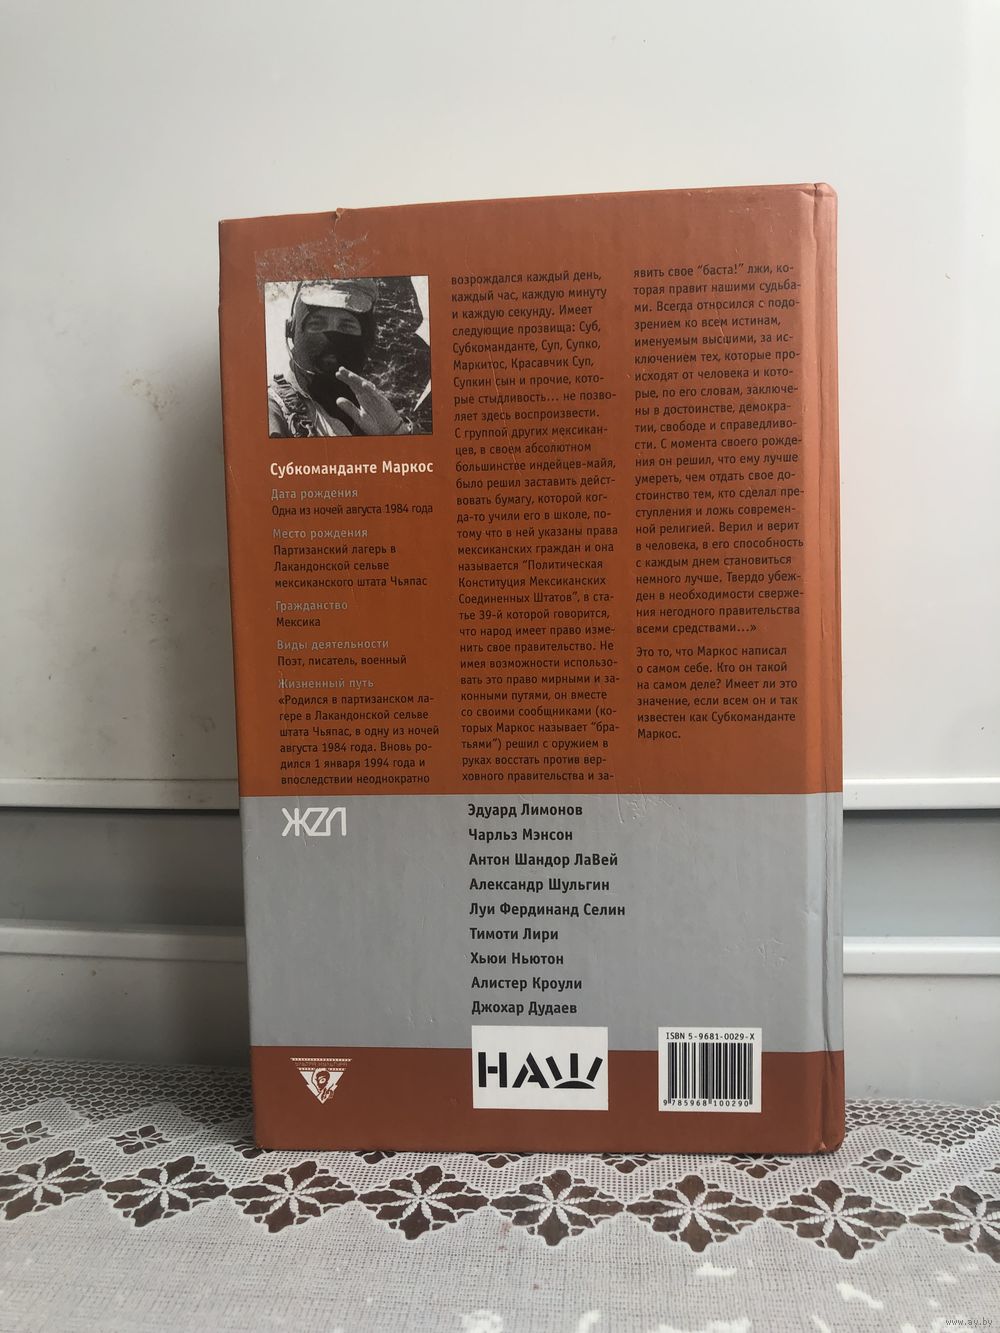 Субкоманданте Маркос
Дата рождения
Одна из ночей августа 1984 года
Место рождения
Партизанский лагерь в
Лакандонской сельве
мексиканского штата Чьяпас
Гражданство
Мексика
Виды деятельности
Поэт, писатель, военный
Жизненный путь
«Родился в партизанском ла-
гере в Лакандонской сельве
штата Чьяпас, в одну из ночей
августа 1984 года. Вновь ро-
дился 1 января 1994 года и
впоследствии неоднократно
возрождался каждый день,
каждый час, каждую минуту
и каждую секунду. Имеет
следующие прозвища: Суб,
Субкоманданте, Суп, Супко,
Маркитос, Красавчик Суп,
Супкин сын и прочие, кото-
рые стыдливость... не позво-
ляет здесь воспроизвести.
С группой других мексикан-
цев, в своем абсолютном
большинстве индейцев-майя,
было решил заставить дейст-
вовать бумагу, которой ког-
да-то учили его в школе, по-
тому что в ней указаны права
мексиканских граждан и она
называется “Политическая
Конституция Мексиканских
Соединенных Штатов”, в ста-
тье 39-й которой говорится,
что народ имеет право изме-
нить свое правительство. Не
имея возможности использо-
вать это право мирными и за-
конными путями, он вместе
со своими сообщниками (ко-
торых Маркос называет “бра-
тьями”) решил с оружием в
руках восстать против вер-
ховного правительства и за-
явить свое “баста!” лжи, ко-
торая правит нашими судьба-
ми. Всегда относился с подо-
зрением ко всем истинам,
именуемым высшими, за ис-
ключением тех, которые про-
исходят от человека и кото-
рые, по его словам, заключе-
ны в достоинстве, демокра-
тии, свободе и справедливо-
сти. С момента своего рожде-
ния он решил, что ему лучше
умереть, чем отдать свое до-
стоинство тем, кто сделал пре-
ступления и ложь современ-
ной религией. Верил и верит
в человека, в его способность
с каждым днем становиться
немного лучше. Твердо убеж-
ден в необходимости сверже-
ния негодного правительства
всеми средствами...»
Это то, что Маркос написал
о самом себе. Кто он такой
на самом деле? Имеет ли это
значение, если всем он и так
известен как Субкоманданте
Маркос.
ЖZЛ
Эдуард Лимонов
Чарльз Мэнсон
Антон Шандор ЛаВей
Александр Шульгин
Луи Фердинанд Селин
Тимоти Лири
Хьюи Ньютон
Алистер Кроули
Джохар Дудаев
УЛЬТРА.КУЛЬТУРА
НАШ
ISBN 5-9681-0029-X
9 785968 100290
www.ay.by